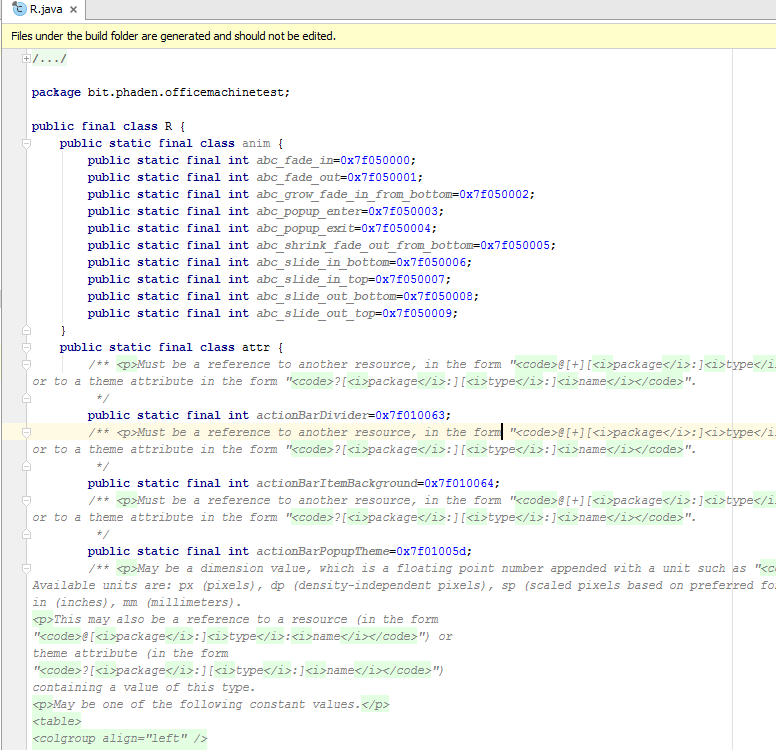 R.java
Files under the build folder are generated and should not be edited.
/.../
package bit.phaden.officemachinetest;
public final class R {
public static final class anim {
public static final int abc_fade_in=0x7f050000;
public static final int abc_fade_out=0x7f050001;
public static final int abc_grow_fade_in_from_bottom=0x7f050002;
public static final int abc_popup_enter=0x7f050003;
public static final int abc_popup_exit=0x7f050004;
public static final int abc_shrink_fade_out_from_bottom=0x7f050005;
public static final int abc_slide_in_bottom=0x7f050006;
public static final int abc_slide_in_top=0x7f050007;
public static final int abc_slide_out_bottom=0x7f050008;
public static final int abc_slide_out_top=0x7f050009;
}
public static final class attr {
/** <p>Must be a reference to another resource, in the form "<code>@[+][<i>package</i>:]<i>type</i
or to a theme attribute in the form "<code>?[<i>package</i>:][<i>type</i>:]<i>name</i></code>".
*/
public static final int actionBarDivider=0x7f010063;
/** <p>Must be a reference to another resource, in the form "<code>@[+][<i>package</i>:]<i>type</i
or to a theme attribute in the form "<code>?[<i>package</i>:][<i>type</i>:]<i>name</i></code>".
*/
public static final int actionBarItemBackground=0x7f010064;
/** <p>Must be a reference to another resource, in the form "<code>@[+][<i>package</i>:]<i>type</i
or to a theme attribute in the form "<code>?[<i>package</i>:][<i>type</i>:]<i>name</i></code>".
*/
public static final int actionBarPopupTheme=0x7f01005d;
/** <p>May be a dimension value, which is a floating point number appended with a unit such as "<c
Available units are: px (pixels), dp (density-independent pixels), sp (scaled pixels based on preferred fo
in (inches), mm (millimeters).
<p>This may also be a reference to a resource (in the form
"<code>@[<i>package</i>:]<i>type</i>:<i>name</i></code>") or
theme attribute (in the form
"<code>?[<i>package</i>:][<i>type</i>:]<i>name</i></code>")
containing a value of this type.
<p>May be one of the following constant values.</p>
<table>
<colgroup align="left" />